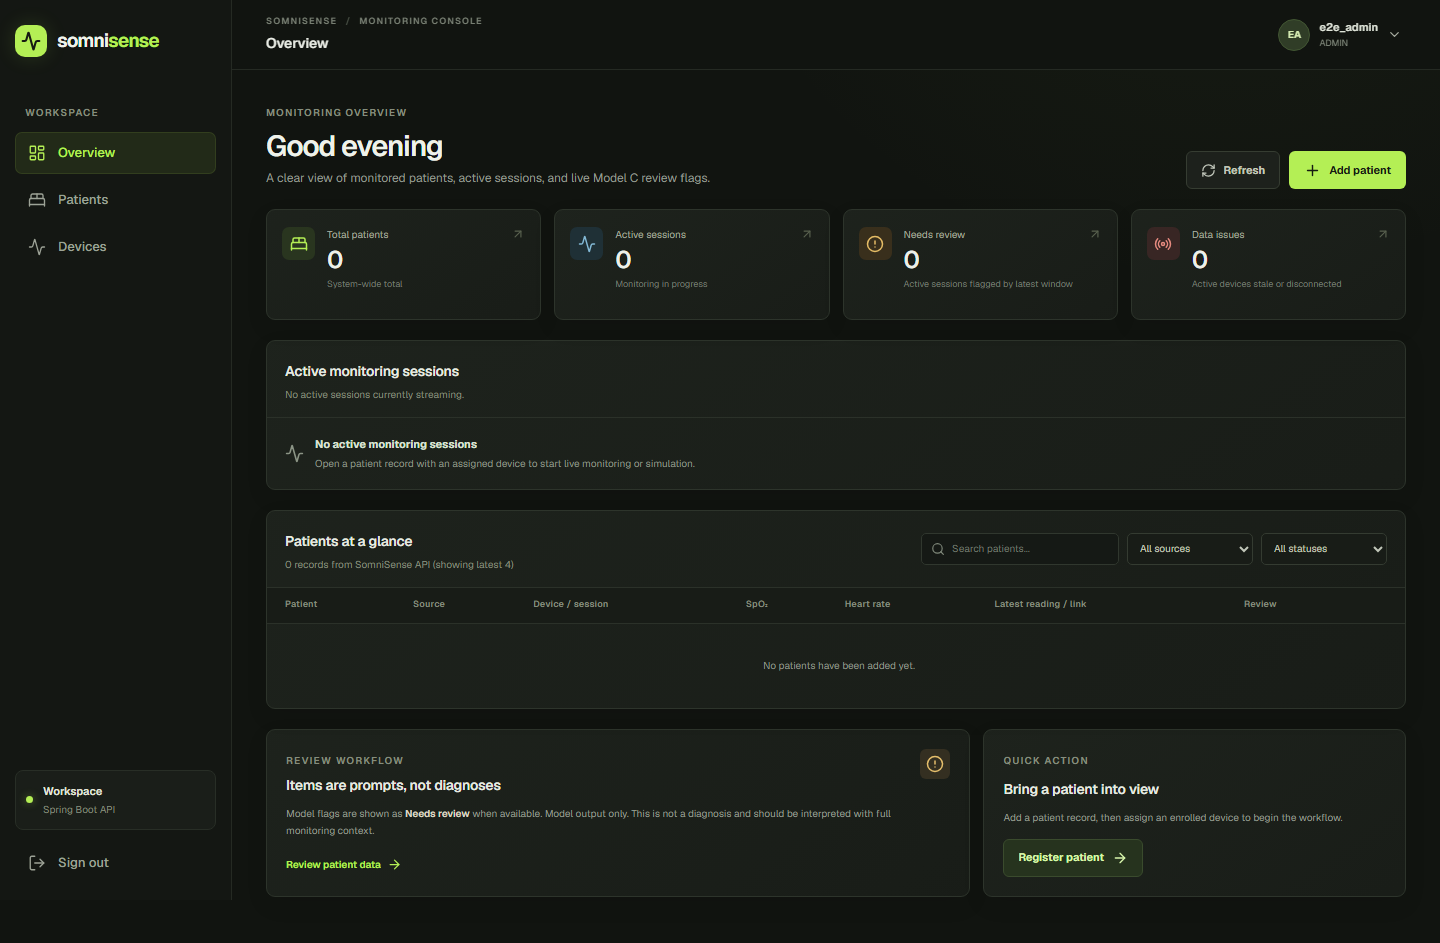 somnisense
WORKSPACE
Overview
Patients
Devices
Workspace
Spring Boot API
Sign out
SOMNISENSE / MONITORING CONSOLE
Overview
EA
e2e_admin
ADMIN
MONITORING OVERVIEW
Good evening
A clear view of monitored patients, active sessions, and live Model C review flags.
Refresh
Add patient
Total patients
0
System-wide total
Active sessions
0
Monitoring in progress
Needs review
0
Active sessions flagged by latest window
Data issues
0
Active devices stale or disconnected
Active monitoring sessions
No active sessions currently streaming.
No active monitoring sessions
Open a patient record with an assigned device to start live monitoring or simulation.
Patients at a glance
0 records from SomniSense API (showing latest 4)
Search patients...
All sources
All statuses
Patient Source Device / session SpO₂ Heart rate Latest reading / link Review
No patients have been added yet.
REVIEW WORKFLOW
Items are prompts, not diagnoses
Model flags are shown as Needs review when available. Model output only. This is not a diagnosis and should be interpreted with full
monitoring context.
Review patient data
QUICK ACTION
Bring a patient into view
Add a patient record, then assign an enrolled device to begin the workflow.
Register patient